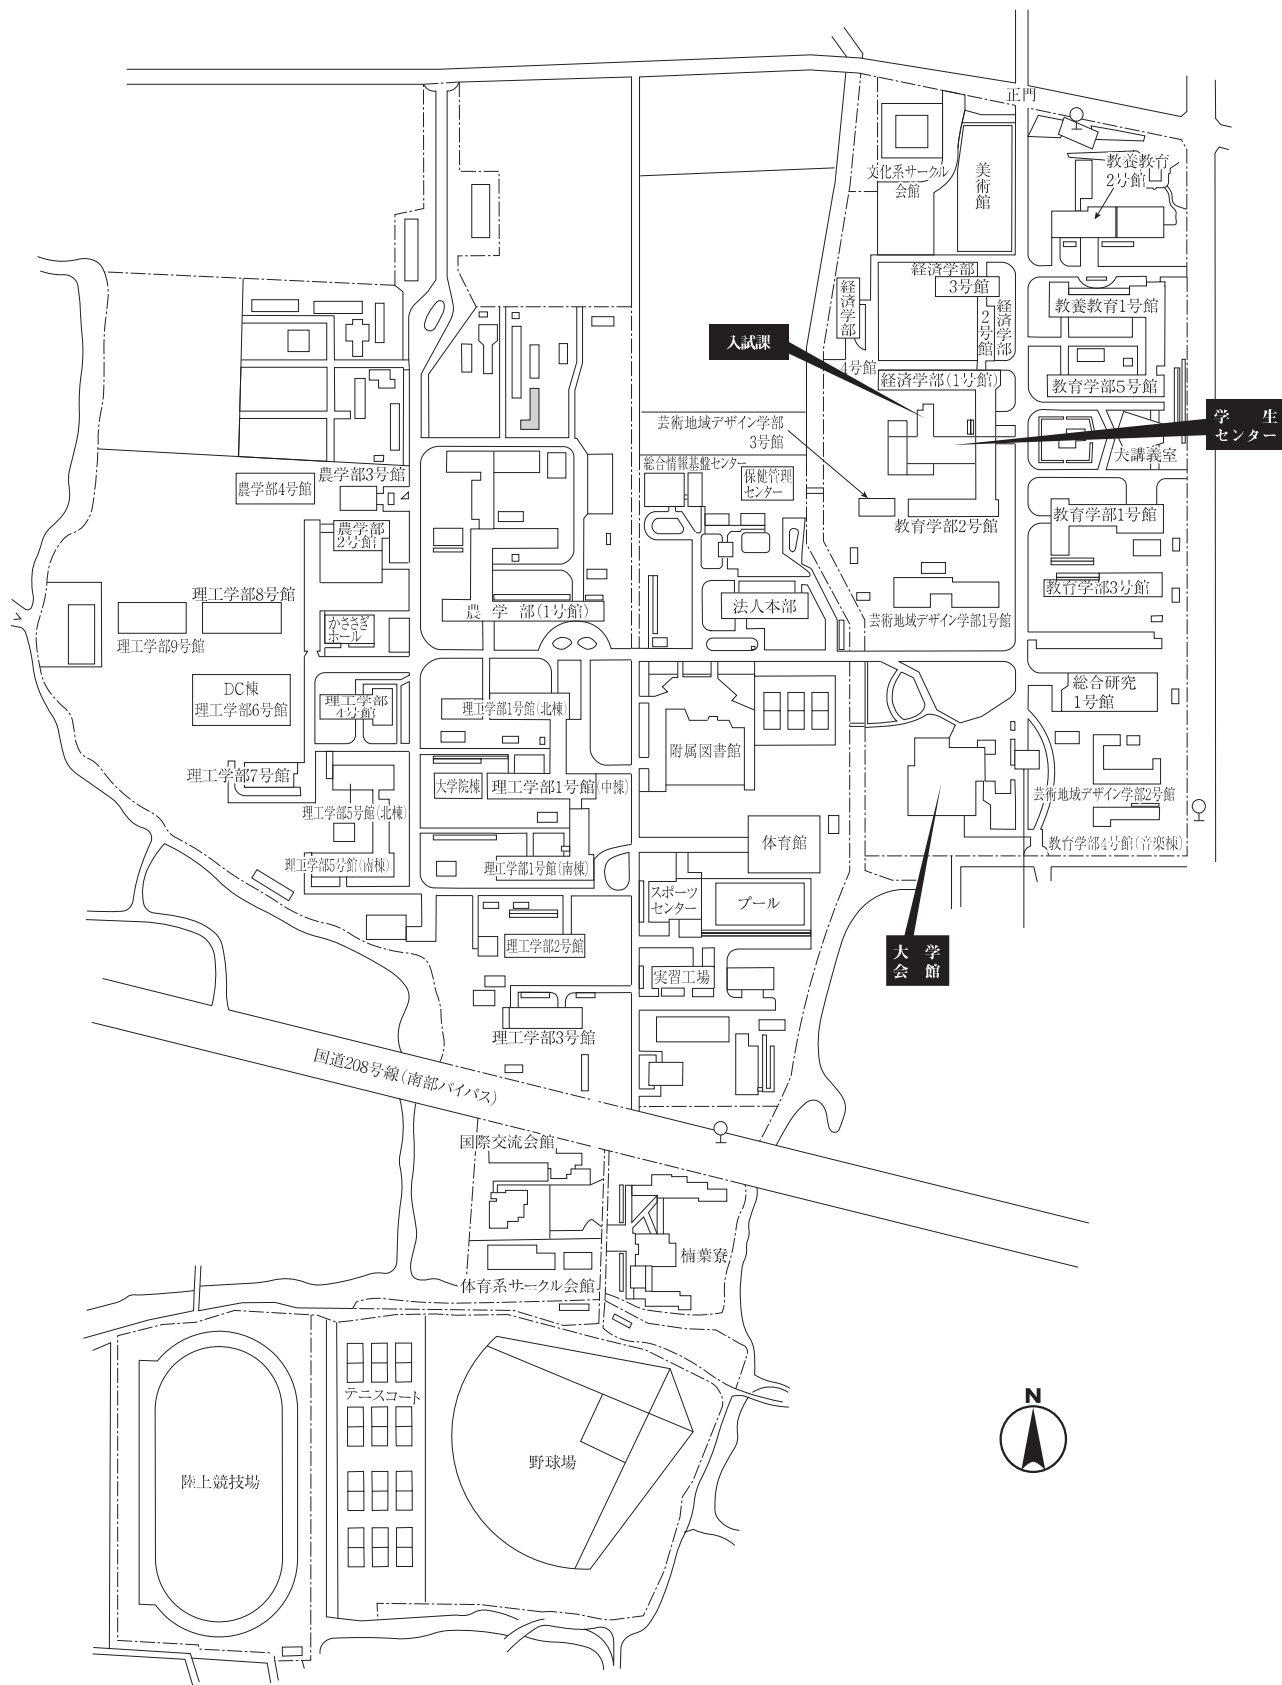 正門
教養教育
2号館
文化系サークル
会館
美術館
経済学部
3号館
経済学部
2号館
経済学部
4号館
教養教育1号館
入試課
経済学部(1号館)
教育学部5号館
学生
センター
芸術地域デザイン学部
3号館
大講義室
総合情報基盤センター
保健管理
センター
農学部3号館
農学部4号館
教育学部2号館
教育学部1号館
農学部
2号館
理工学部8号館
教育学部3号館
農学部(1号館)
法人本部
芸術地域デザイン学部1号館
かささぎ
ホール
理工学部9号館
DC棟
理工学部6号館
理工学部
4号館
理工学部1号館(北棟)
総合研究
1号館
附属図書館
理工学部7号館
大学院棟
理工学部1号館(中棟)
芸術地域デザイン学部2号館
理工学部5号館(北棟)
体育館
教育学部4号館(音楽棟)
理工学部5号館(南棟)
理工学部1号館(南棟)
スポーツ
センター
プール
理工学部2号館
大学
会館
実習工場
理工学部3号館
国道208号線(南部バイパス)
国際交流会館
楠葉寮
体育系サークル会館
テニスコート
野球場
陸上競技場
N